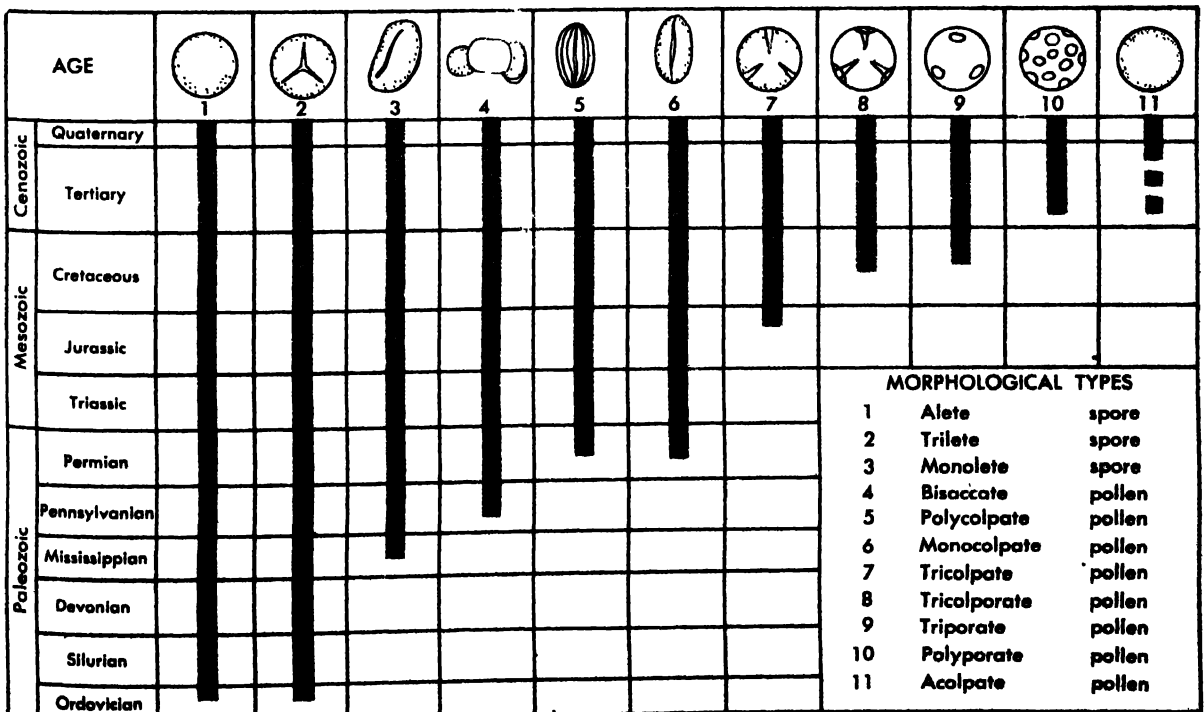 AGE
1 2 3 4 5 6 7 8 9 10 11
Cenozoic
Quaternary
Tertiary
Mesozoic
Cretaceous
Jurassic
Triassic
Paleozoic
Permian
Pennsylvanian
Mississippian
Devonian
Silurian
Ordovician
MORPHOLOGICAL TYPES
1 Alete spore
2 Trilete spore
3 Monolete spore
4 Bisaccate pollen
5 Polycolpate pollen
6 Monocolpate pollen
7 Tricolpate pollen
8 Tricolporate pollen
9 Triporate pollen
10 Polyporate pollen
11 Acolpate pollen